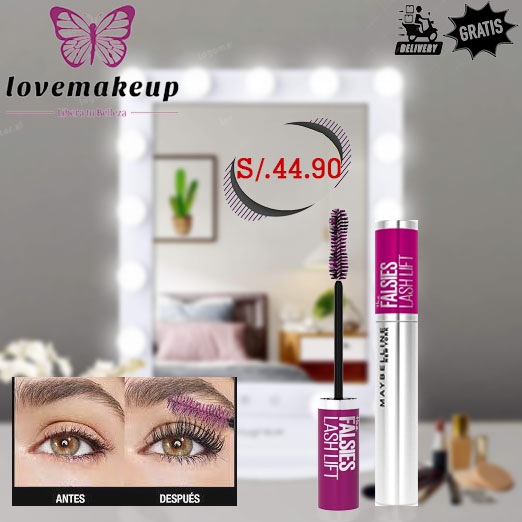 lovemakeup
Libera tu Belleza
DELIVERY
GRATIS
S/.44.90
THE
FALSIES
LASH LIFT
MAYBELLINE
NEW YORK
THE
FALSIES
LASH LIFT
ANTES
DESPUÉS